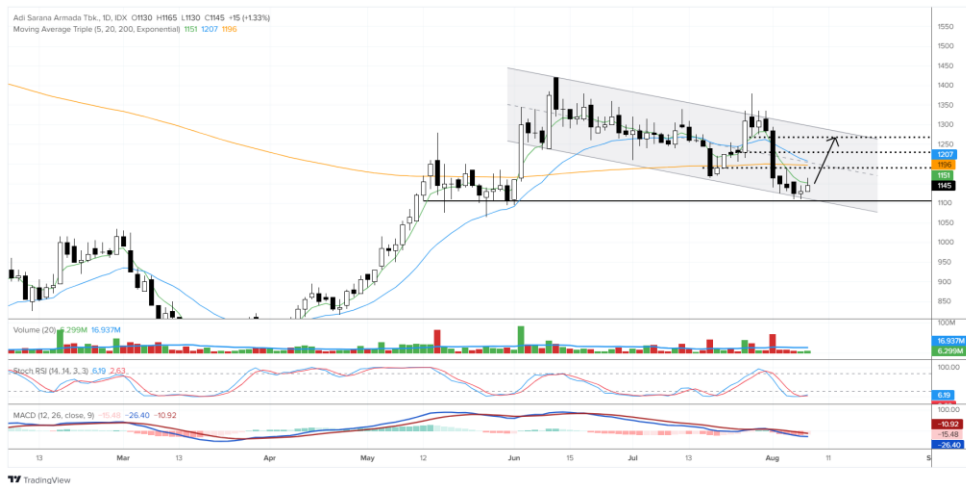 Adi Sarana Armada Tbk., 1D, IDX O1130 H1165 L1130 C1145 +15 (+1.33%)
Moving Average Triple (5, 20, 200, Exponential) 1151 1207 1196
1550
1500
1450
1400
1350
1300
1250
1207
1196
1151
1145
1100
1050
1000
950
900
850
Volume (20) 6.299M 16.937M
100M
16.937M
6.299M
Stoch RSI (14, 14, 3, 3) 6.19 2.63
100.00
6.19
MACD (12, 26, close, 9) −15.48 −26.40 −10.92
100.00
−10.92
−15.48
−26.40
13 Mar 13 Apr May 12 Jun 15 Jul 13 Aug 11 S
TradingView